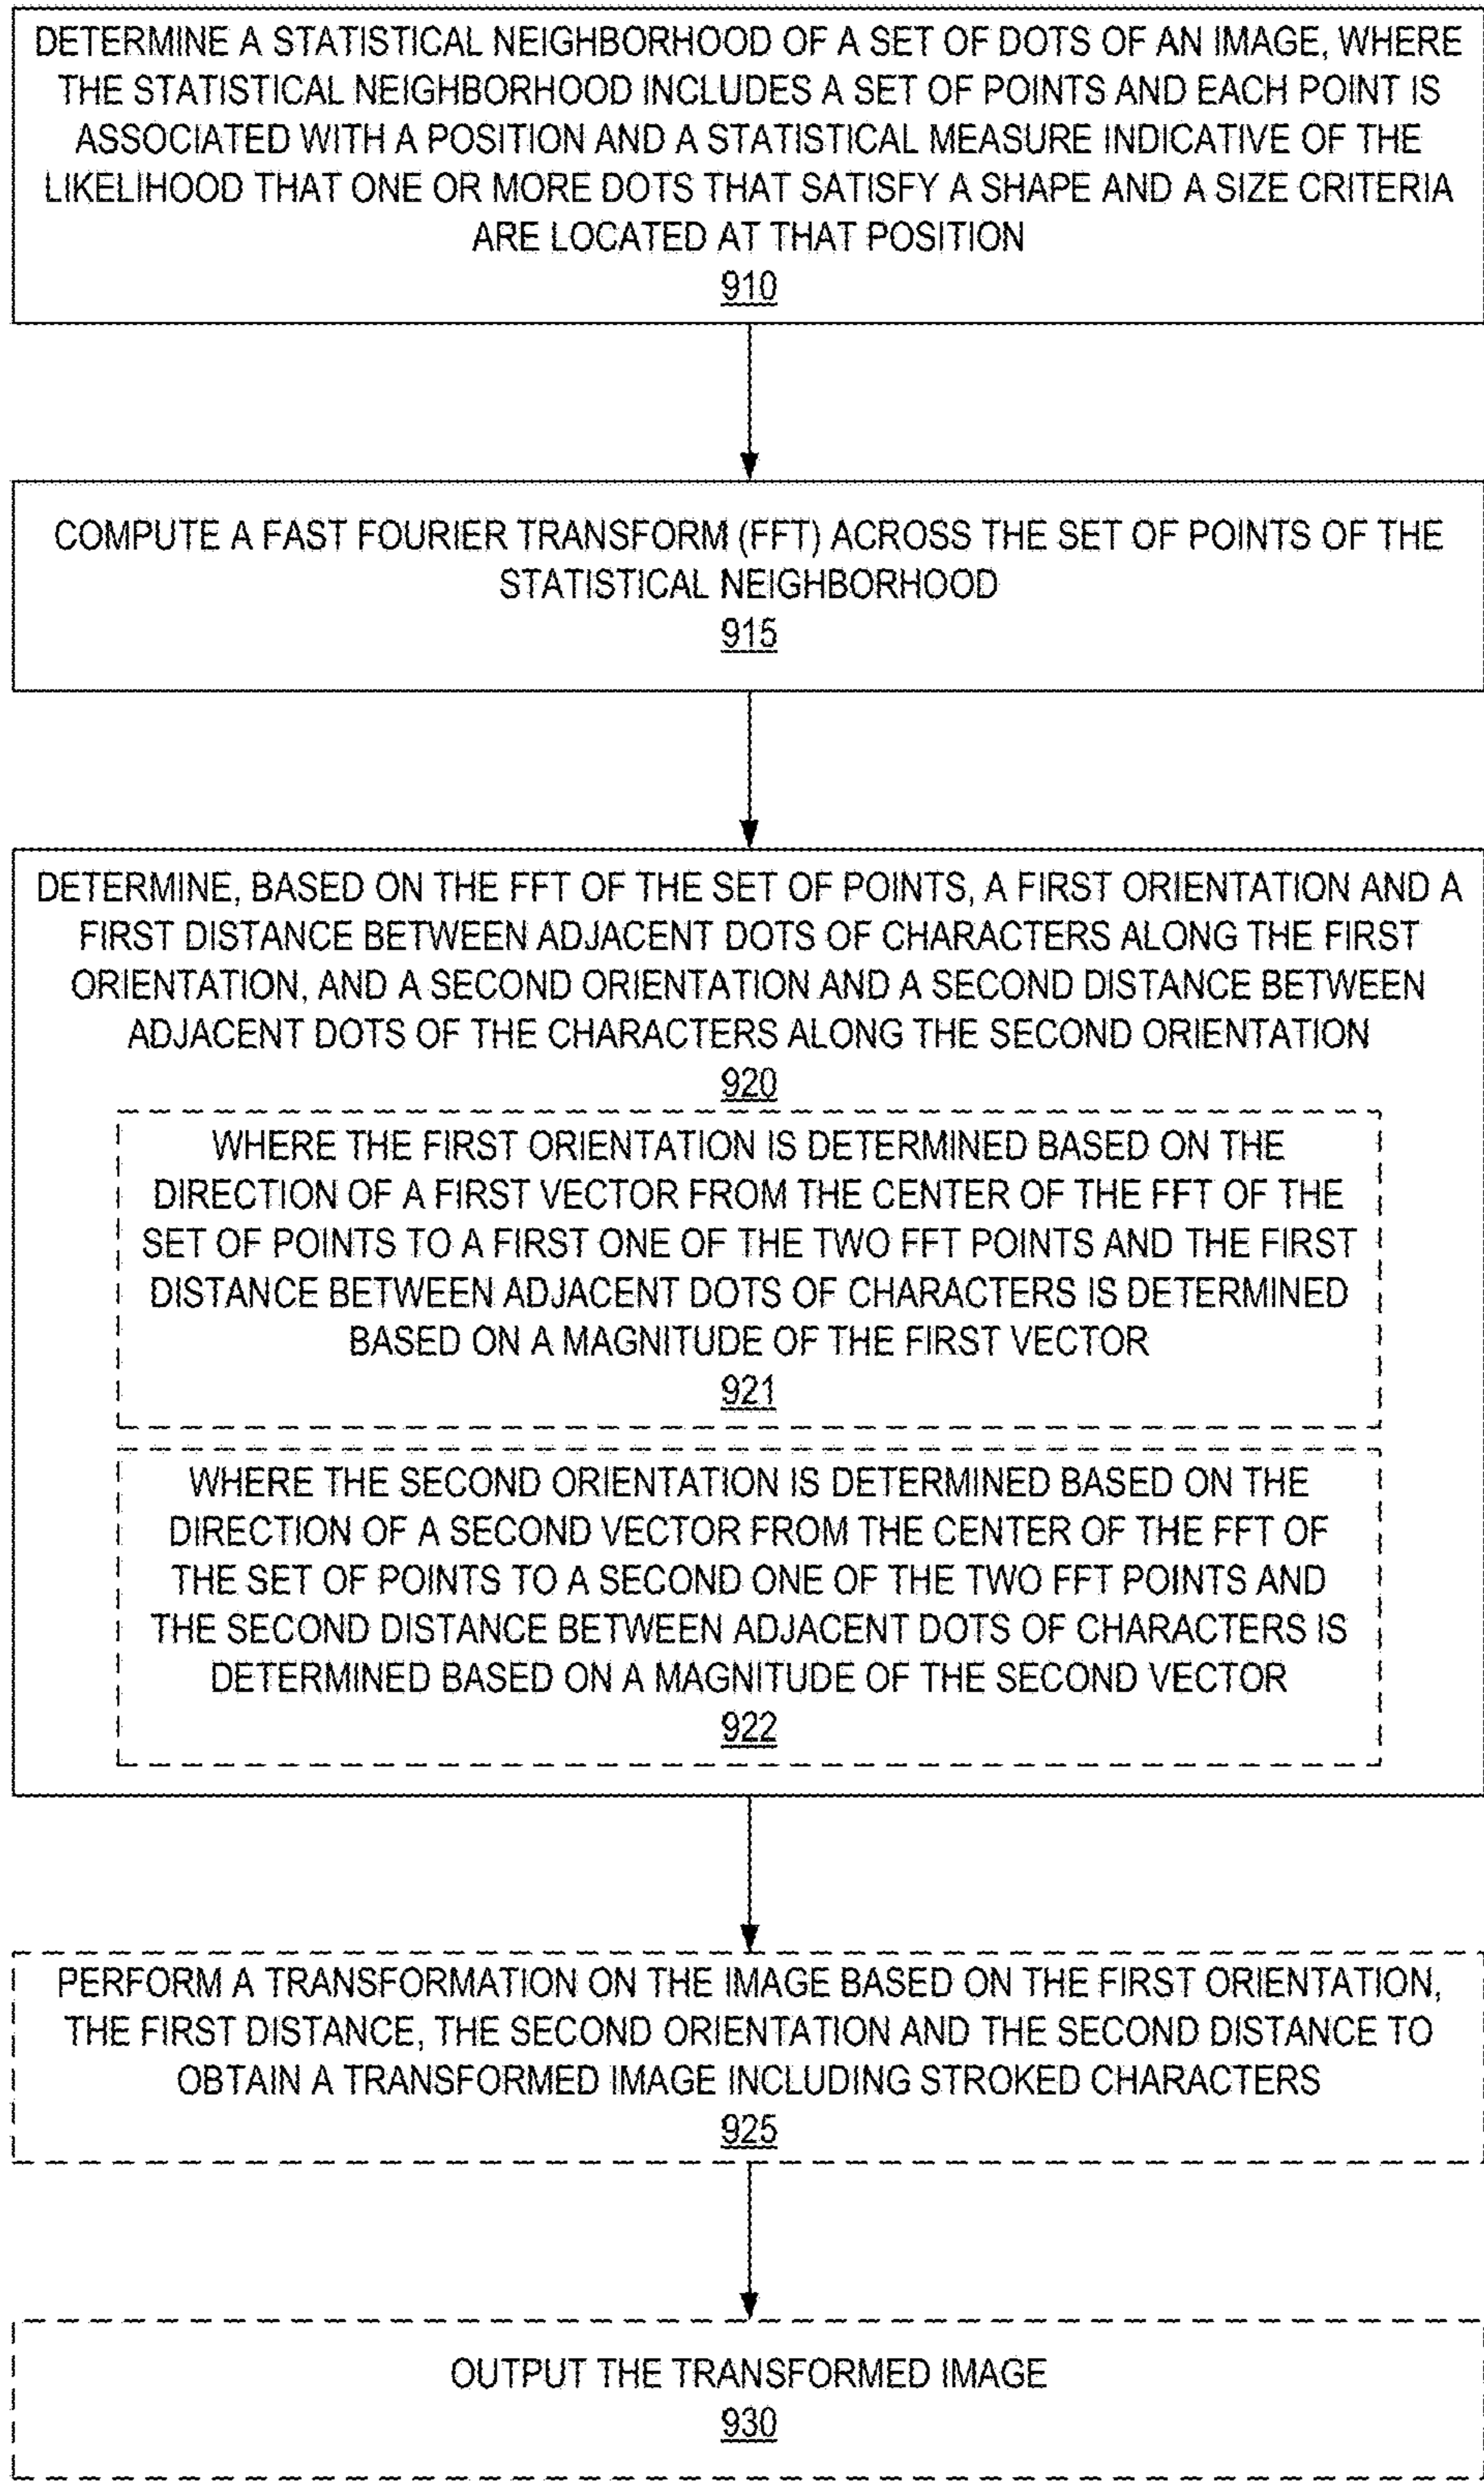 DETERMINE A STATISTICAL NEIGHBORHOOD OF A SET OF DOTS OF AN IMAGE, WHERE
THE STATISTICAL NEIGHBORHOOD INCLUDES A SET OF POINTS AND EACH POINT IS
ASSOCIATED WITH A POSITION AND A STATISTICAL MEASURE INDICATIVE OF THE
LIKELIHOOD THAT ONE OR MORE DOTS THAT SATISFY A SHAPE AND A SIZE CRITERIA
ARE LOCATED AT THAT POSITION
910
COMPUTE A FAST FOURIER TRANSFORM (FFT) ACROSS THE SET OF POINTS OF THE
STATISTICAL NEIGHBORHOOD
915
DETERMINE, BASED ON THE FFT OF THE SET OF POINTS, A FIRST ORIENTATION AND A
FIRST DISTANCE BETWEEN ADJACENT DOTS OF CHARACTERS ALONG THE FIRST
ORIENTATION, AND A SECOND ORIENTATION AND A SECOND DISTANCE BETWEEN
ADJACENT DOTS OF THE CHARACTERS ALONG THE SECOND ORIENTATION
920
WHERE THE FIRST ORIENTATION IS DETERMINED BASED ON THE
DIRECTION OF A FIRST VECTOR FROM THE CENTER OF THE FFT OF THE
SET OF POINTS TO A FIRST ONE OF THE TWO FFT POINTS AND THE FIRST
DISTANCE BETWEEN ADJACENT DOTS OF CHARACTERS IS DETERMINED
BASED ON A MAGNITUDE OF THE FIRST VECTOR
921
WHERE THE SECOND ORIENTATION IS DETERMINED BASED ON THE
DIRECTION OF A SECOND VECTOR FROM THE CENTER OF THE FFT OF
THE SET OF POINTS TO A SECOND ONE OF THE TWO FFT POINTS AND
THE SECOND DISTANCE BETWEEN ADJACENT DOTS OF CHARACTERS IS
DETERMINED BASED ON A MAGNITUDE OF THE SECOND VECTOR
922
PERFORM A TRANSFORMATION ON THE IMAGE BASED ON THE FIRST ORIENTATION,
THE FIRST DISTANCE, THE SECOND ORIENTATION AND THE SECOND DISTANCE TO
OBTAIN A TRANSFORMED IMAGE INCLUDING STROKED CHARACTERS
925
OUTPUT THE TRANSFORMED IMAGE
930